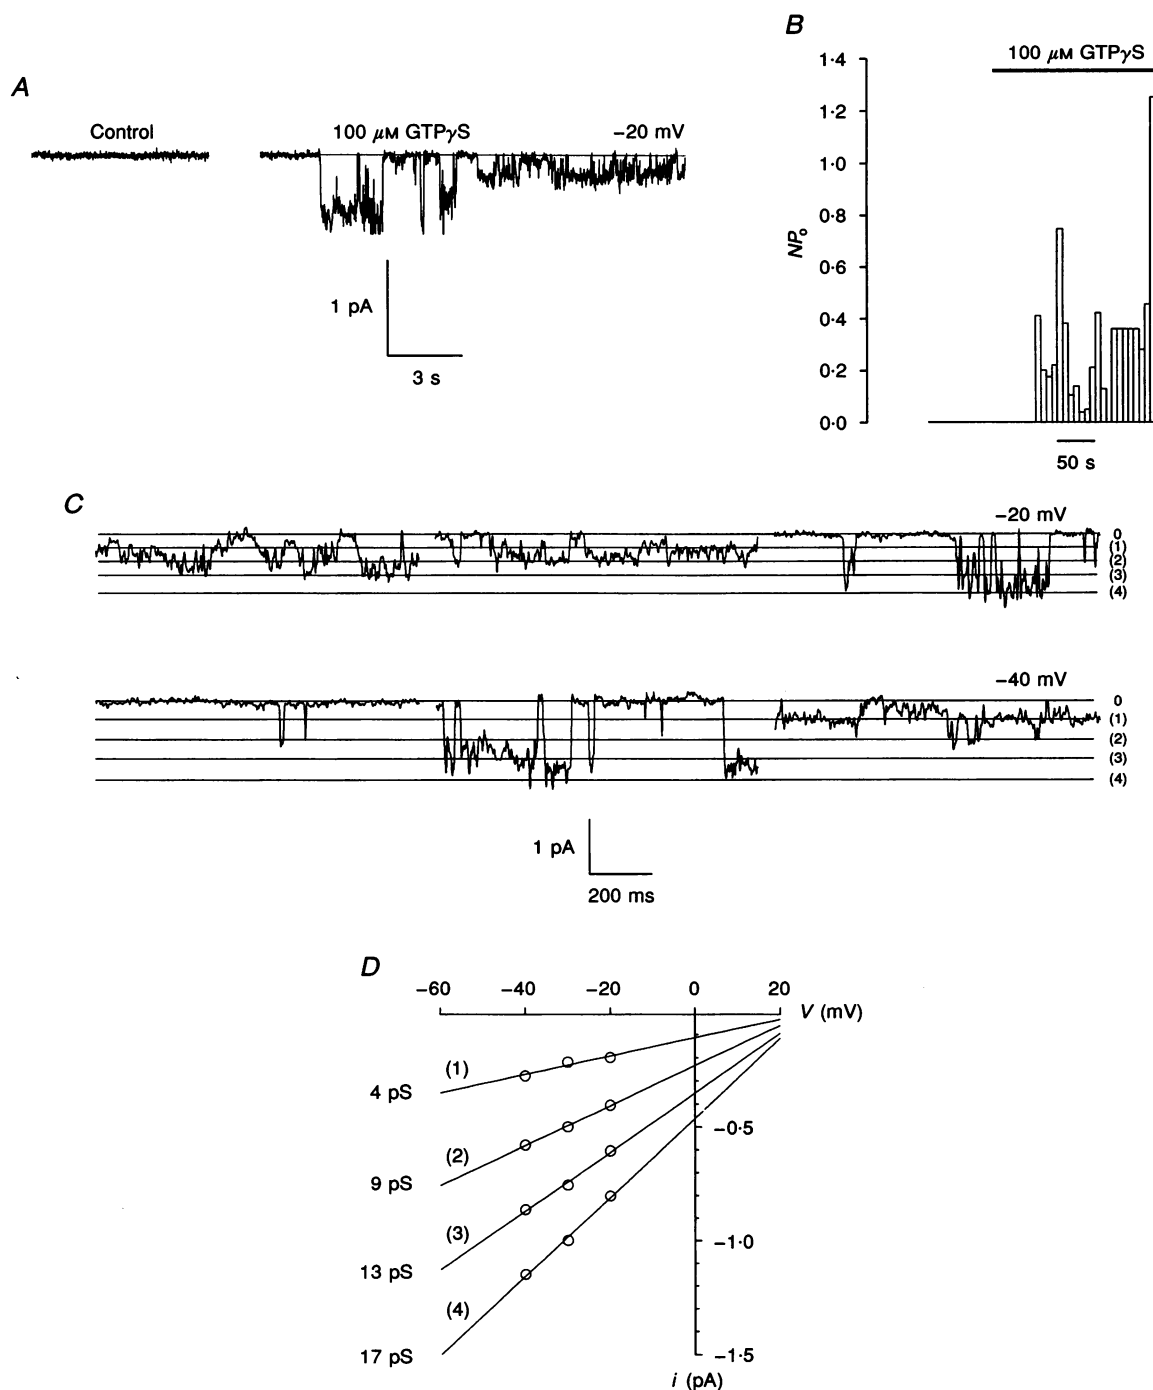 A
Control
100 μM GTPγS
−20 mV
1 pA
3 s
B
100 μM GTPγS
1·4
1·2
1·0
0·8
0·6
0·4
0·2
0·0
NPo
50 s
C
−20 mV
0
(1)
(2)
(3)
(4)
−40 mV
0
(1)
(2)
(3)
(4)
1 pA
200 ms
D
−60 −40 −20 0 20
V (mV)
(1)
4 pS
(2)
9 pS
(3)
13 pS
(4)
17 pS
−0·5
−1·0
−1·5
i (pA)